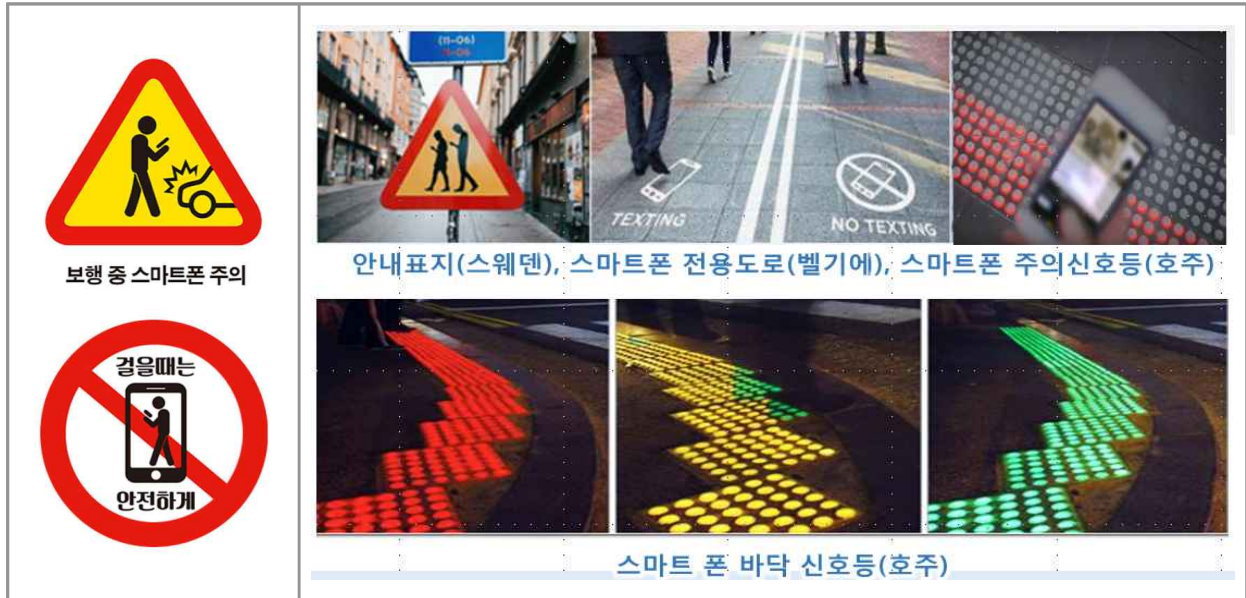 보행 중 스마트폰 주의
걸을때는
안전하게
(11-06)
11-06
TEXTING
NO TEXTING
안내표지(스웨덴), 스마트폰 전용도로(벨기에), 스마트폰 주의신호등(호주)
스마트 폰 바닥 신호등(호주)